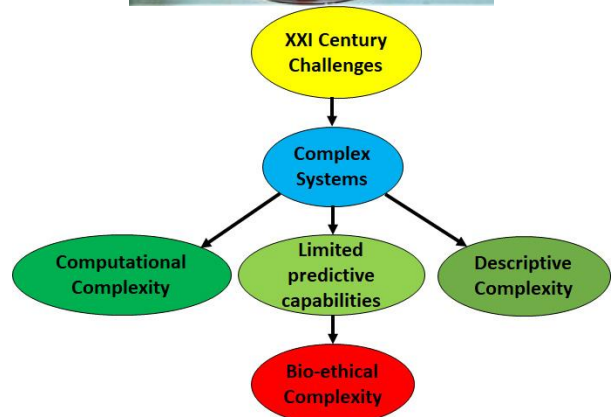 XXI Century
Challenges
Complex
Systems
Computational
Complexity
Limited
predictive
capabilities
Descriptive
Complexity
Bio-ethical
Complexity